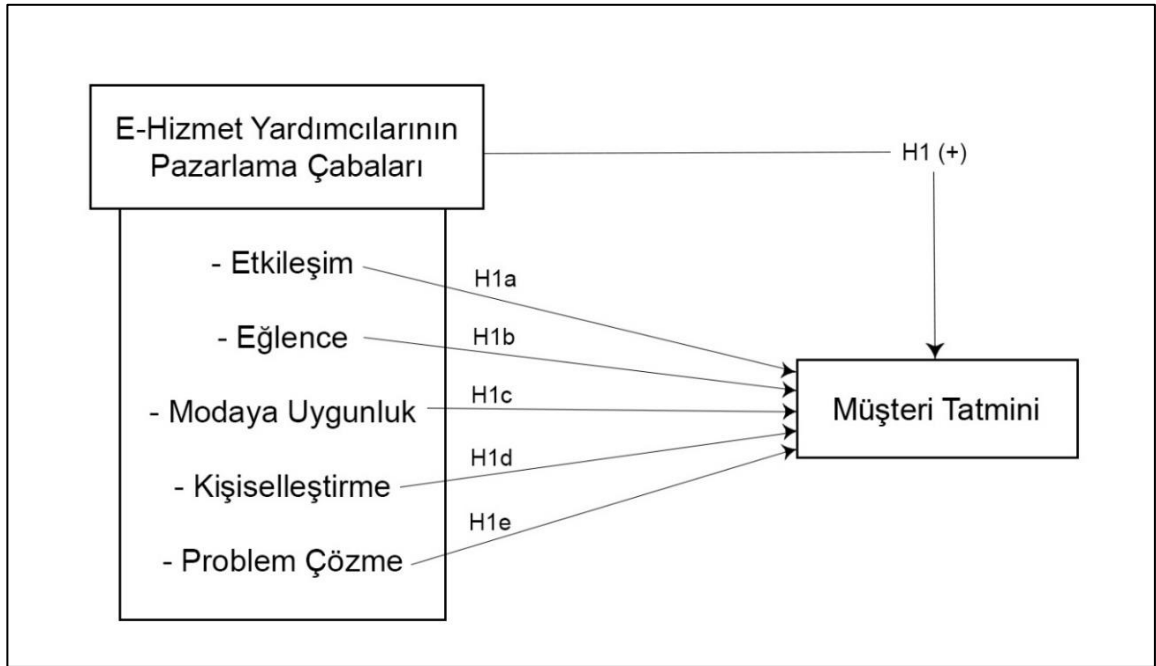 E-Hizmet Yardımcılarının
Pazarlama Çabaları
H1 (+)
- Etkileşim
H1a
- Eğlence
H1b
- Modaya Uygunluk
H1c
Müşteri Tatmini
- Kişiselleştirme
H1d
- Problem Çözme
H1e